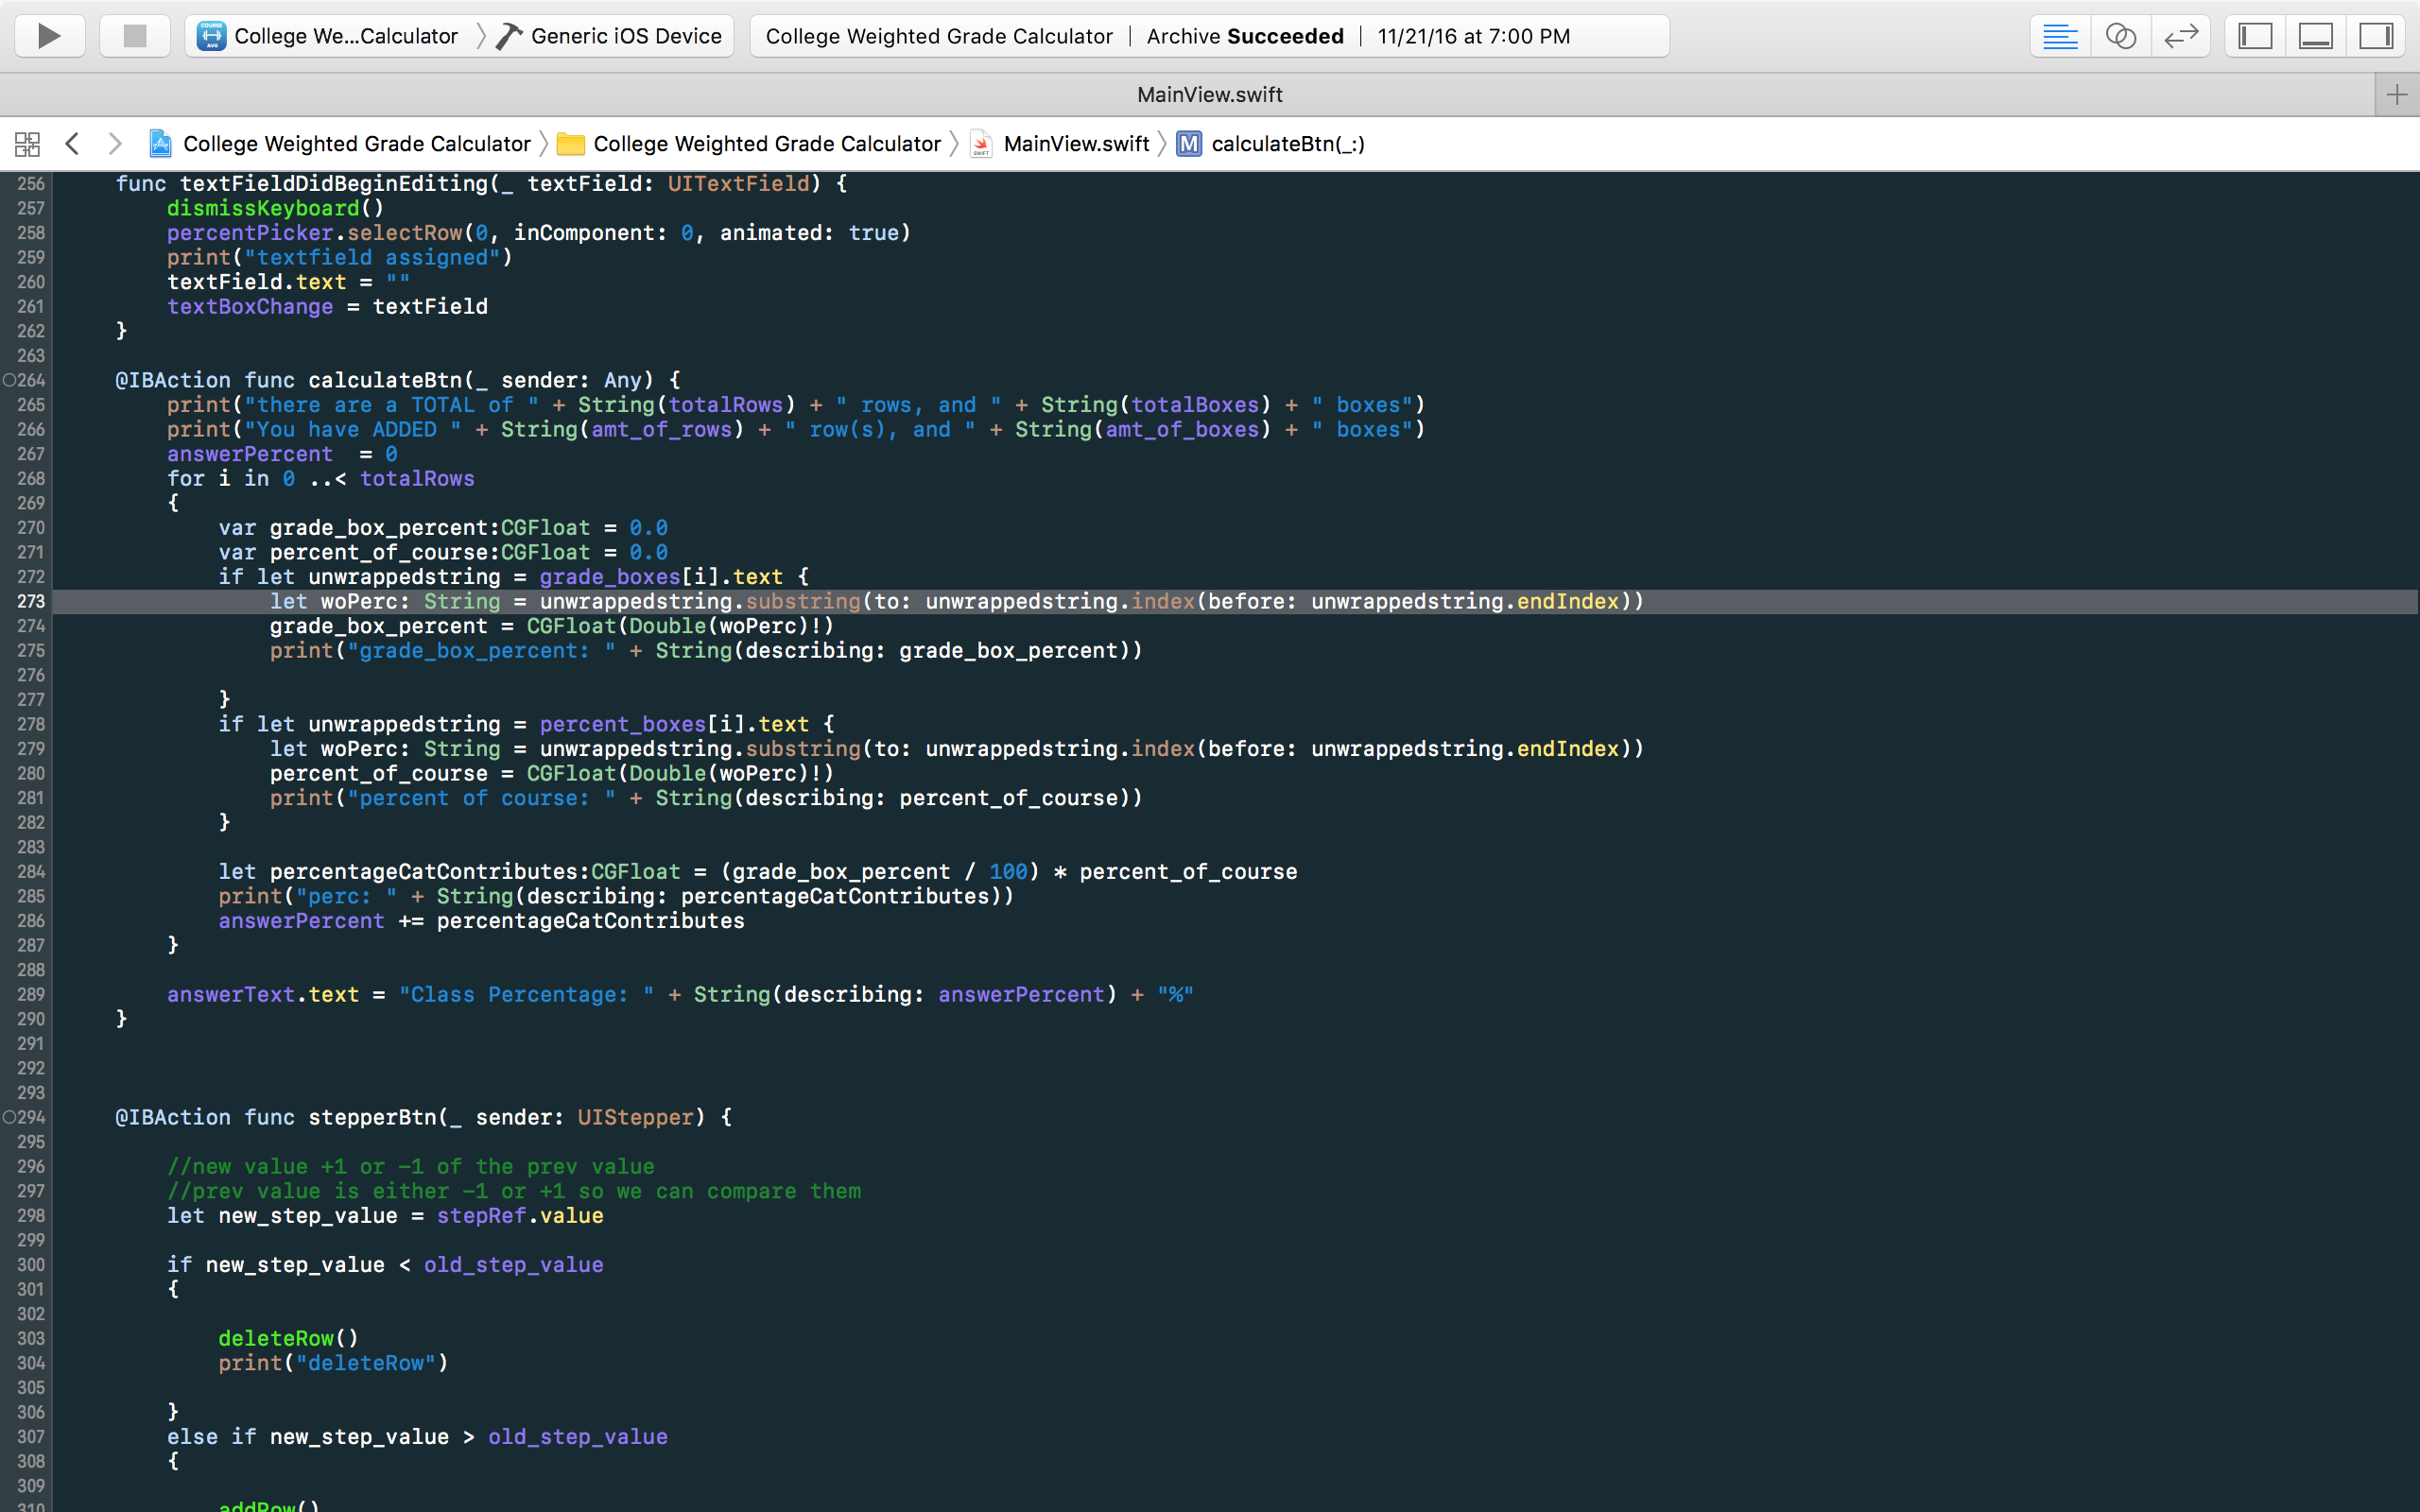 COURSE AVG College We...Calculator Generic iOS Device College Weighted Grade Calculator | Archive Succeeded | 11/21/16 at 7:00 PM
MainView.swift
College Weighted Grade Calculator College Weighted Grade Calculator SWIFT MainView.swift M calculateBtn(_:)
256 func textFieldDidBeginEditing(_ textField: UITextField) {
257 dismissKeyboard()
258 percentPicker.selectRow(0, inComponent: 0, animated: true)
259 print("textfield assigned")
260 textField.text = ""
261 textBoxChange = textField
262 }
263
264 @IBAction func calculateBtn(_ sender: Any) {
265 print("there are a TOTAL of " + String(totalRows) + " rows, and " + String(totalBoxes) + " boxes")
266 print("You have ADDED " + String(amt_of_rows) + " row(s), and " + String(amt_of_boxes) + " boxes")
267 answerPercent  = 0
268 for i in 0 ..< totalRows
269 {
270 var grade_box_percent:CGFloat = 0.0
271 var percent_of_course:CGFloat = 0.0
272 if let unwrappedstring = grade_boxes[i].text {
273 let woPerc: String = unwrappedstring.substring(to: unwrappedstring.index(before: unwrappedstring.endIndex))
274 grade_box_percent = CGFloat(Double(woPerc)!)
275 print("grade_box_percent: " + String(describing: grade_box_percent))
276
277 }
278 if let unwrappedstring = percent_boxes[i].text {
279 let woPerc: String = unwrappedstring.substring(to: unwrappedstring.index(before: unwrappedstring.endIndex))
280 percent_of_course = CGFloat(Double(woPerc)!)
281 print("percent of course: " + String(describing: percent_of_course))
282 }
283
284 let percentageCatContributes:CGFloat = (grade_box_percent / 100) * percent_of_course
285 print("perc: " + String(describing: percentageCatContributes))
286 answerPercent += percentageCatContributes
287 }
288
289 answerText.text = "Class Percentage: " + String(describing: answerPercent) + "%"
290 }
291
292
293
294 @IBAction func stepperBtn(_ sender: UIStepper) {
295
296 //new value +1 or -1 of the prev value
297 //prev value is either -1 or +1 so we can compare them
298 let new_step_value = stepRef.value
299
300 if new_step_value < old_step_value
301 {
302
303 deleteRow()
304 print("deleteRow")
305
306 }
307 else if new_step_value > old_step_value
308 {
309
310 addRow()